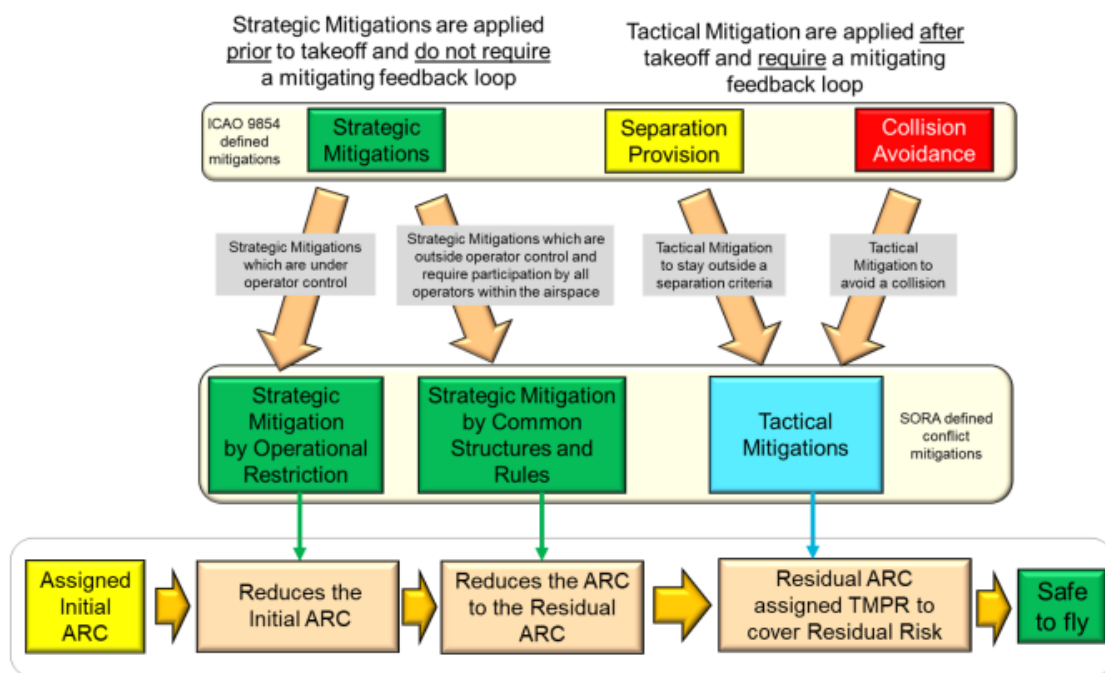 Strategic Mitigations are applied
prior to takeoff and do not require
a mitigating feedback loop
Tactical Mitigation are applied after
takeoff and require a mitigating
feedback loop
ICAO 9854
defined
mitigations
Strategic
Mitigations
Separation
Provision
Collision
Avoidance
Strategic Mitigations
which are under
operator control
Strategic Mitigations which are
outside operator control and
require participation by all
operators within the airspace
Tactical Mitigation
to stay outside a
separation criteria
Tactical
Mitigation to
avoid a collision
Strategic
Mitigation
by Operational
Restriction
Strategic Mitigation
by Common
Structures and
Rules
Tactical
Mitigations
SORA defined
conflict
mitigations
Assigned
Initial
ARC
Reduces the
Initial ARC
Reduces the ARC
to the Residual
ARC
Residual ARC
assigned TMPR to
cover Residual Risk
Safe
to fly